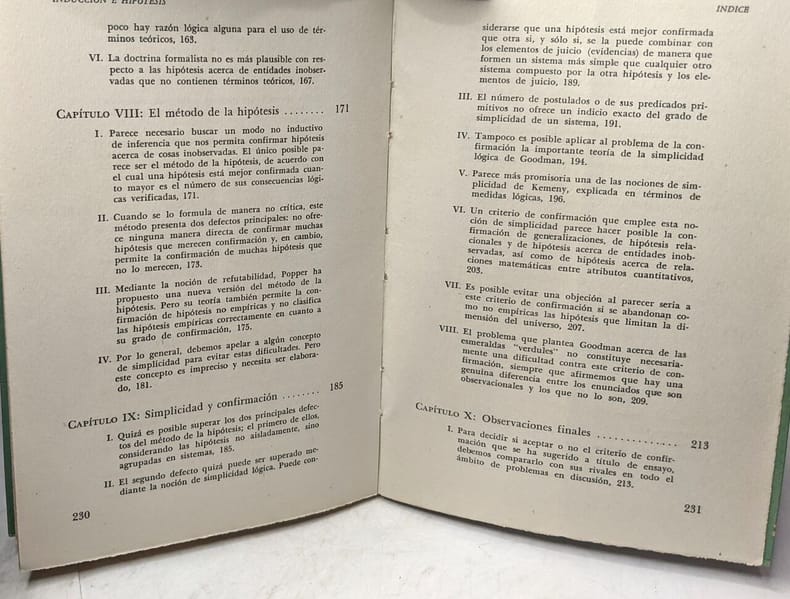 INDUCCIÓN E HIPÓTESIS
poco hay razón lógica alguna para el uso de tér-
minos teóricos, 163.
VI. La doctrina formalista no es más plausible con res-
pecto a las hipótesis acerca de entidades inobser-
vadas que no contienen términos teóricos, 167.
CAPÍTULO VIII: El método de la hipótesis ........ 171
I. Parece necesario buscar un modo no inductivo
de inferencia que nos permita confirmar hipótesis
acerca de cosas inobservadas. El único posible pa-
rece ser el método de la hipótesis, de acuerdo con
el cual una hipótesis está mejor confirmada cuan-
to mayor es el número de sus consecuencias lógi-
cas verificadas, 171.
II. Cuando se lo formula de manera no crítica, este
método presenta dos defectos principales: no ofre-
ce ninguna manera directa de confirmar muchas
hipótesis que merecen confirmación y, en cambio,
permite la confirmación de muchas hipótesis que
no lo merecen, 173.
III. Mediante la noción de refutabilidad, Popper ha
propuesto una nueva versión del método de la
hipótesis. Pero su teoría también permite la con-
firmación de hipótesis no empíricas y no clasifica
las hipótesis empíricas correctamente en cuanto a
su grado de confirmación, 175.
IV. Por lo general, debemos apelar a algún concepto
de simplicidad para evitar estas dificultades. Pero
este concepto es impreciso y necesita ser elabora-
do, 181.
CAPÍTULO IX: Simplicidad y confirmación ........ 185
I. Quizá es posible superar los dos principales defec-
tos del método de la hipótesis; el primero de ellos,
considerando las hipótesis no aisladamente, sino
agrupadas en sistemas, 185.
II. El segundo defecto quizá puede ser superado me-
diante la noción de simplicidad lógica. Puede con-
230
INDICE
siderarse que una hipótesis está mejor confirmada
que otra si, y sólo si, se la puede combinar con
los elementos de juicio (evidencias) de manera que
formen un sistema más simple que cualquier otro
sistema compuesto por la otra hipótesis y los ele-
mentos de juicio, 189.
III. El número de postulados o de sus predicados pri-
mitivos no ofrece un indicio exacto del grado de
simplicidad de un sistema, 191.
IV. Tampoco es posible aplicar al problema de la con-
firmación la importante teoría de la simplicidad
lógica de Goodman, 194.
V. Parece más promisoria una de las nociones de sim-
plicidad de Kemeny, explicada en términos de
medidas lógicas, 196.
VI. Un criterio de confirmación que emplee esta no-
ción de simplicidad parece hacer posible la con-
firmación de generalizaciones, de hipótesis rela-
cionales y de hipótesis acerca de entidades inob-
servadas, así como de hipótesis acerca de rela-
ciones matemáticas entre atributos cuantitativos,
203.
VII. Es posible evitar una objeción al parecer seria a
este criterio de confirmación si se abandonan co-
mo no empíricas las hipótesis que limitan la di-
mensión del universo, 207.
VIII. El problema que plantea Goodman acerca de las
esmeraldas "verdules" no constituye necesaria-
mente una dificultad contra este criterio de con-
firmación, siempre que afirmemos que hay una
genuina diferencia entre los enunciados que son
observacionales y los que no lo son, 209.
CAPÍTULO X: Observaciones finales .............. 213
I. Para decidir si aceptar o no el criterio de confir-
mación que se ha sugerido a título de ensayo,
debemos compararlo con sus rivales en todo el
ámbito de problemas en discusión, 213.
231